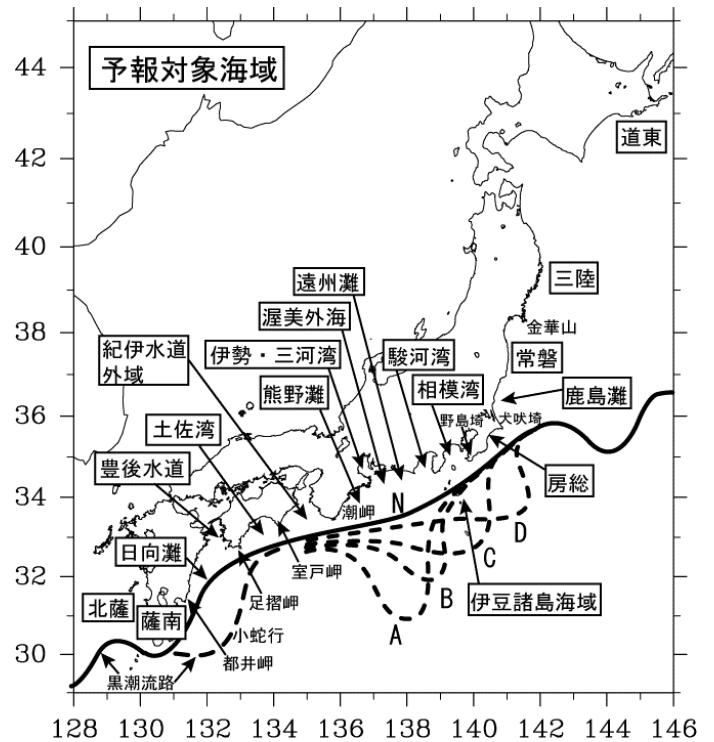 予報対象海域
44
42
40
38
36
34
32
30
128
130
132
134
136
138
140
142
144
146
道東
三陸
金華山
常磐
鹿島灘
遠州灘
渥美外海
伊勢・三河湾
駿河湾
紀伊水道
外域
熊野灘
相模湾
野島埼
犬吠埼
土佐湾
房総
豊後水道
潮岬
N
D
日向灘
室戸岬
C
足摺岬
B
伊豆諸島海域
北薩
薩南
A
小蛇行
都井岬
黒潮流路